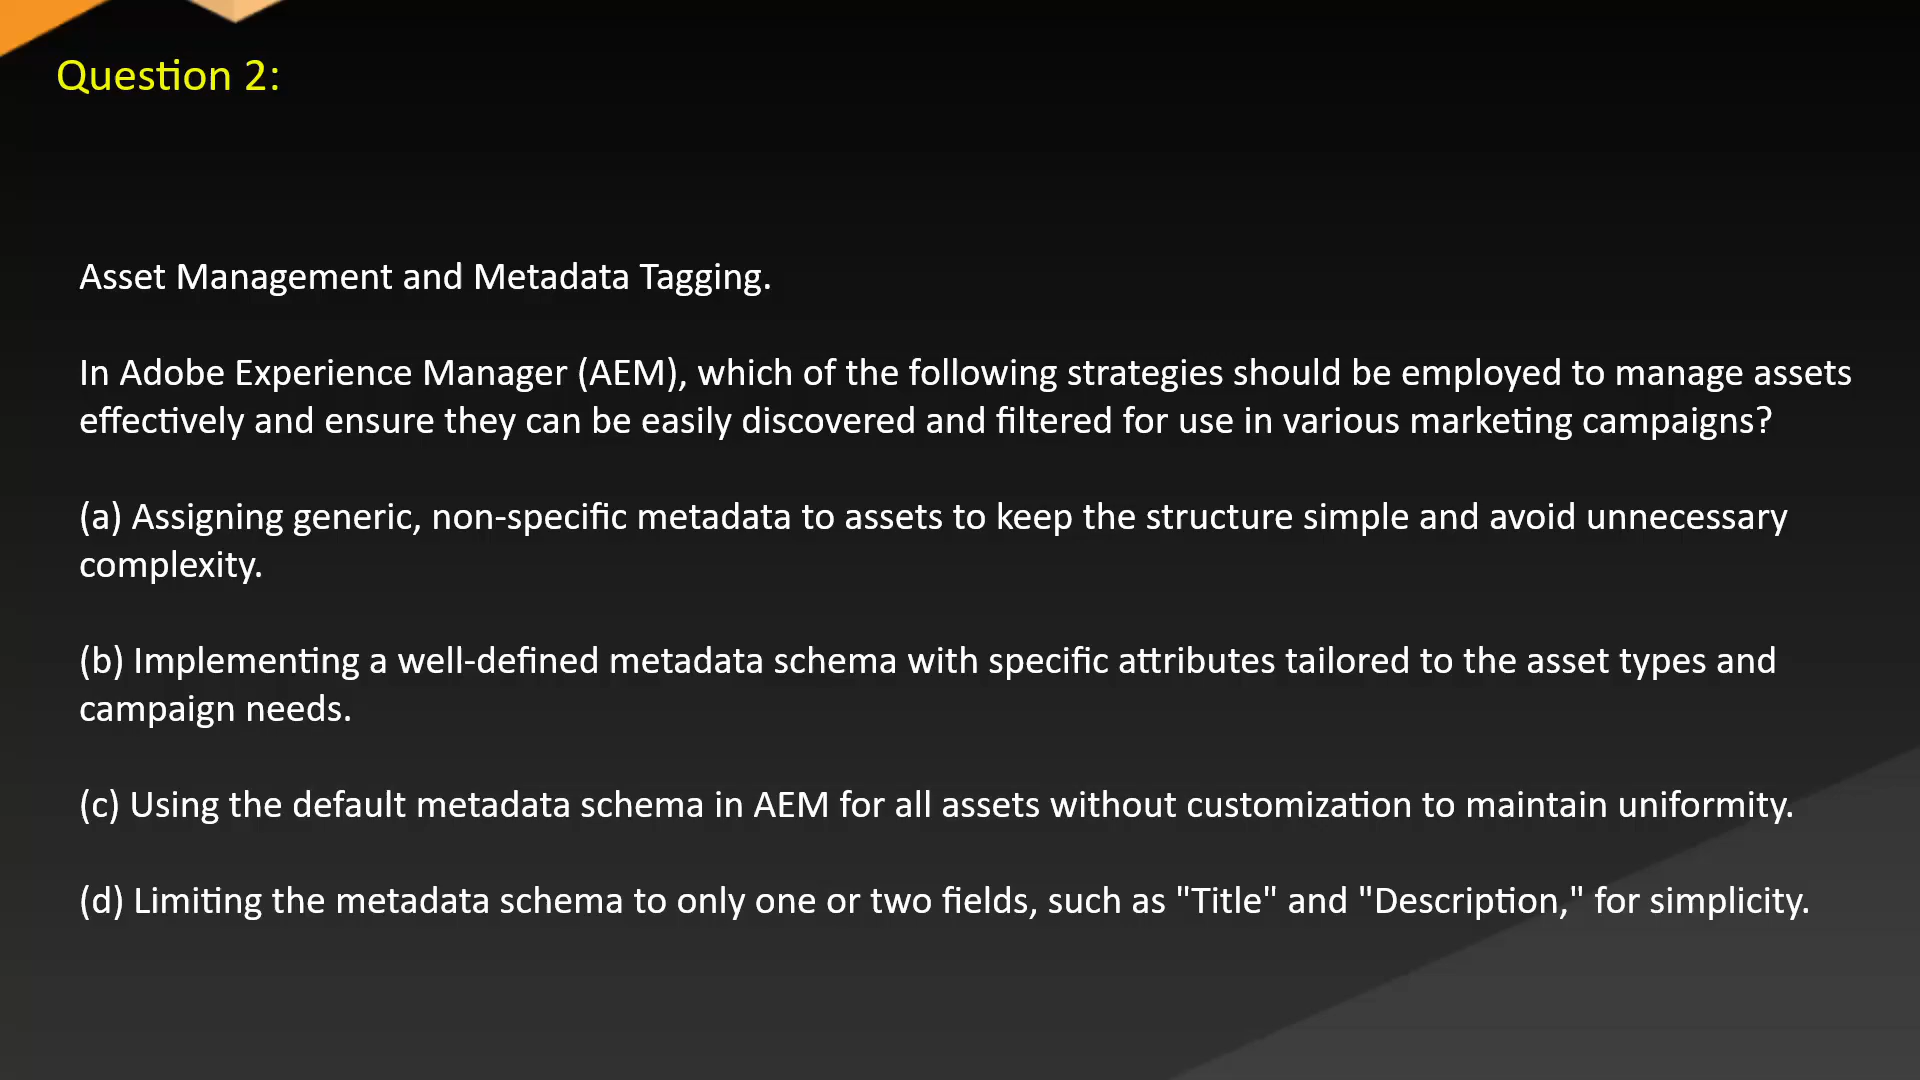 Question 2:
Asset Management and Metadata Tagging.
In Adobe Experience Manager (AEM), which of the following strategies should be employed to manage assets
effectively and ensure they can be easily discovered and filtered for use in various marketing campaigns?
(a) Assigning generic, non-specific metadata to assets to keep the structure simple and avoid unnecessary
complexity.
(b) Implementing a well-defined metadata schema with specific attributes tailored to the asset types and
campaign needs.
(c) Using the default metadata schema in AEM for all assets without customization to maintain uniformity.
(d) Limiting the metadata schema to only one or two fields, such as "Title" and "Description," for simplicity.